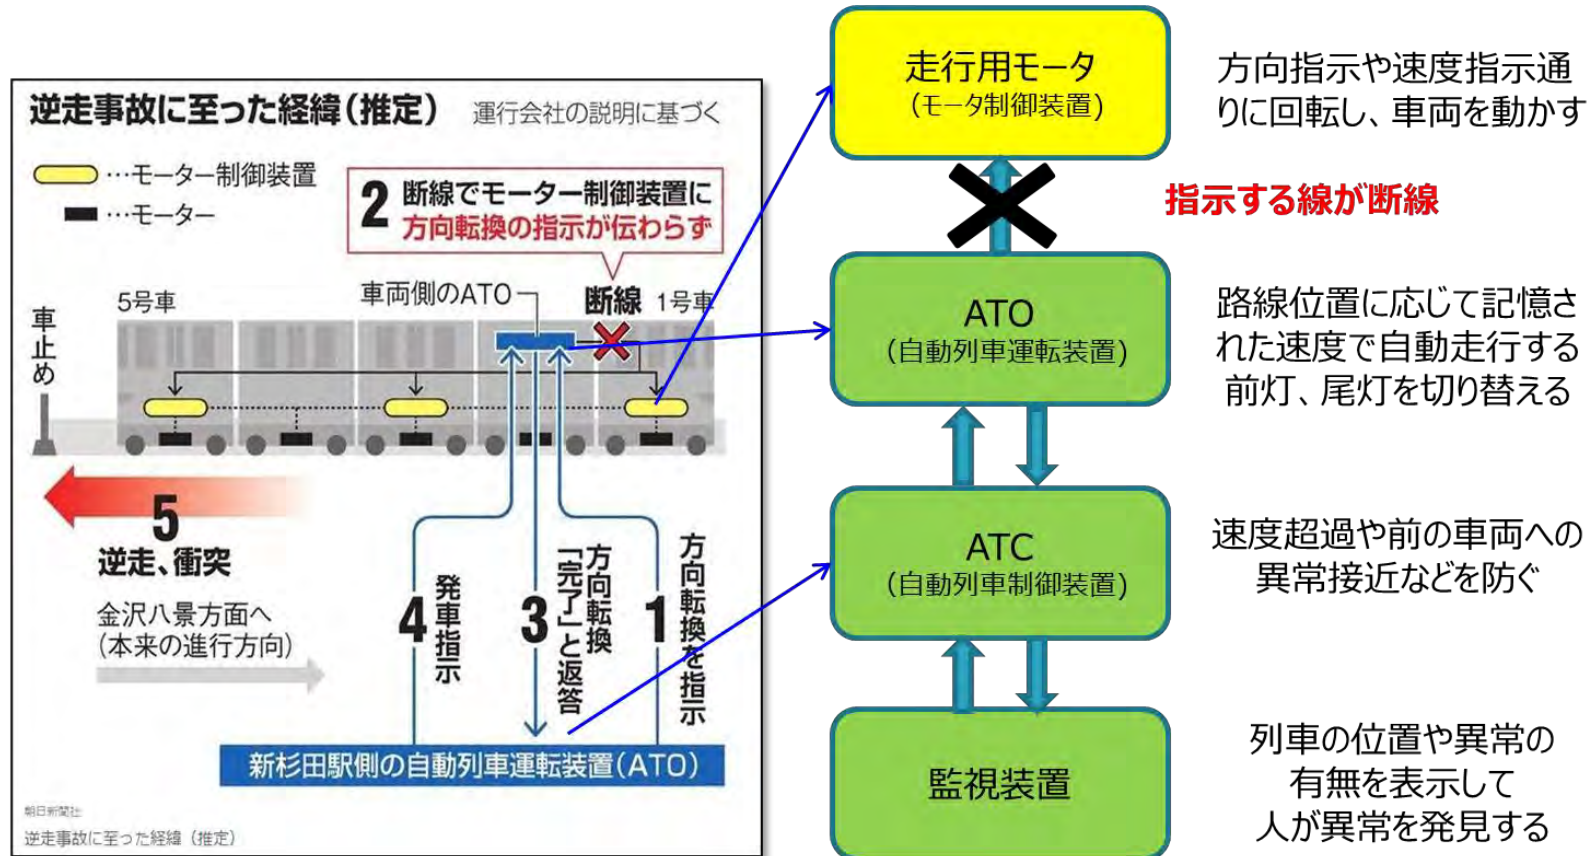 逆走事故に至った経緯(推定) 運行会社の説明に基づく
…モーター制御装置
…モーター
2 断線でモーター制御装置に
方向転換の指示が伝わらず
車止め
5号車
車両側のATO
断線
1号車
5
逆走、衝突
金沢八景方面へ
(本来の進行方向)
4 発車指示
3 方向転換
「完了」と返答
1 方向転換を指示
新杉田駅側の自動列車運転装置(ATO)
朝日新聞社
逆走事故に至った経緯(推定)
走行用モータ
(モータ制御装置)
方向指示や速度指示通
りに回転し、車両を動かす
指示する線が断線
ATO
(自動列車運転装置)
路線位置に応じて記憶さ
れた速度で自動走行する
前灯、尾灯を切り替える
ATC
(自動列車制御装置)
速度超過や前の車両への
異常接近などを防ぐ
監視装置
列車の位置や異常の
有無を表示して
人が異常を発見する